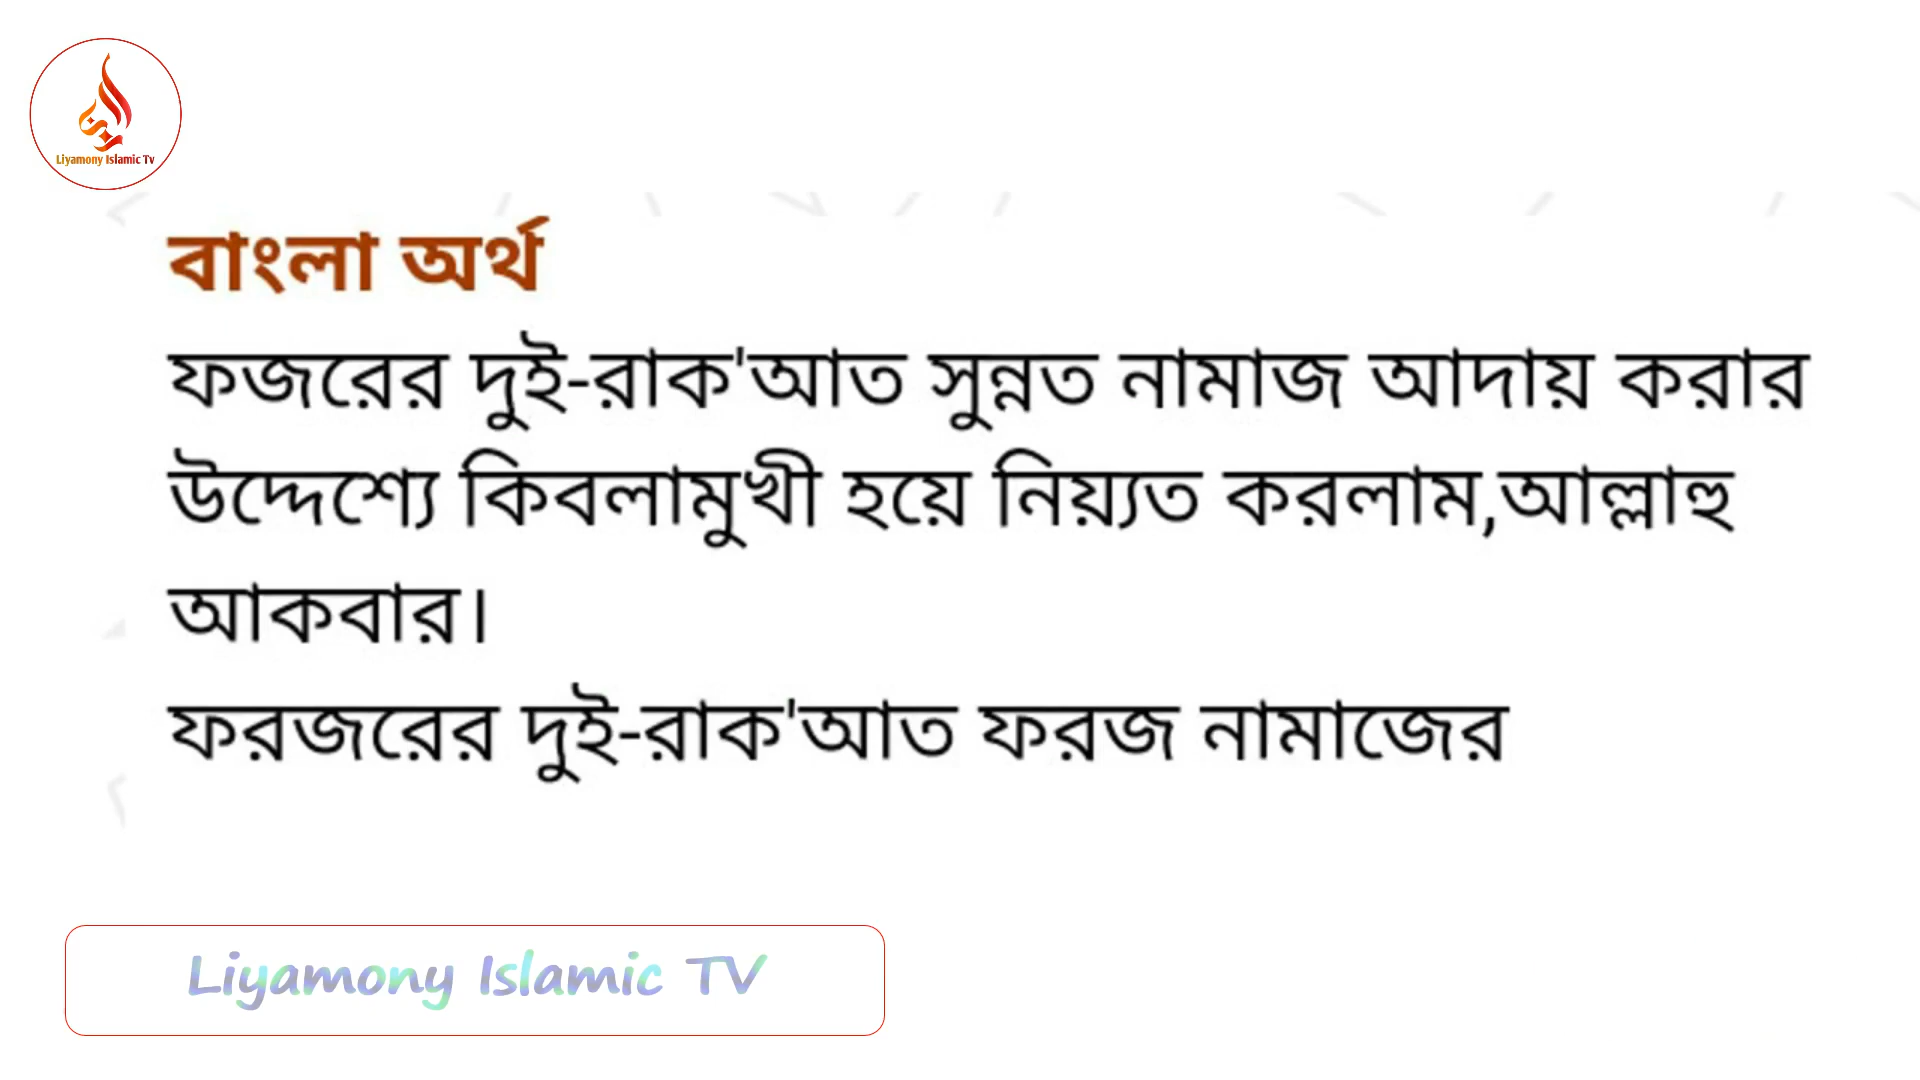 Liyamony Islamic Tv
বাংলা অর্থ
ফজরের দুই-রাক'আত সুন্নত নামাজ আদায় করার
উদ্দেশ্যে কিবলামুখী হয়ে নিয়্যত করলাম,আল্লাহু
আকবার।
ফরজরের দুই-রাক'আত ফরজ নামাজের
Liyamony Islamic TV